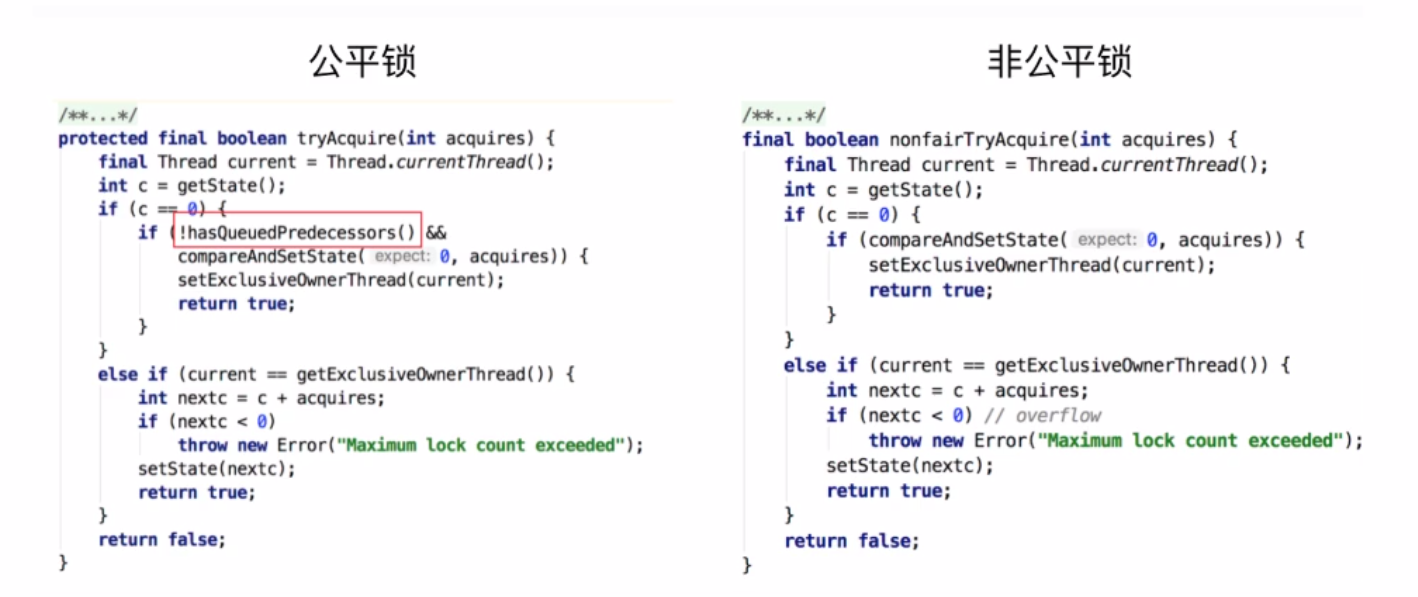 公平锁
/**...*/
protected final boolean tryAcquire(int acquires) {
    final Thread current = Thread.currentThread();
    int c = getState();
    if (c == 0) {
        if (!hasQueuedPredecessors() &&
            compareAndSetState( expect: 0, acquires)) {
            setExclusiveOwnerThread(current);
            return true;
        }
    }
    else if (current == getExclusiveOwnerThread()) {
        int nextc = c + acquires;
        if (nextc < 0)
            throw new Error("Maximum lock count exceeded");
        setState(nextc);
        return true;
    }
    return false;
}
非公平锁
/**...*/
final boolean nonfairTryAcquire(int acquires) {
    final Thread current = Thread.currentThread();
    int c = getState();
    if (c == 0) {
        if (compareAndSetState( expect: 0, acquires)) {
            setExclusiveOwnerThread(current);
            return true;
        }
    }
    else if (current == getExclusiveOwnerThread()) {
        int nextc = c + acquires;
        if (nextc < 0) // overflow
            throw new Error("Maximum lock count exceeded");
        setState(nextc);
        return true;
    }
    return false;
}